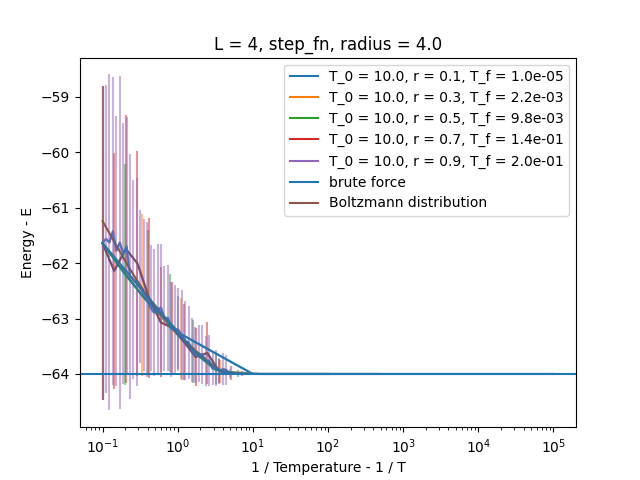 L = 4, step_fn, radius = 4.0
T_0 = 10.0, r = 0.1, T_f = 1.0e-05
T_0 = 10.0, r = 0.3, T_f = 2.2e-03
T_0 = 10.0, r = 0.5, T_f = 9.8e-03
T_0 = 10.0, r = 0.7, T_f = 1.4e-01
T_0 = 10.0, r = 0.9, T_f = 2.0e-01
brute force
Boltzmann distribution
Energy - E
−59
−60
−61
−62
−63
−64
10⁻¹ 10⁰ 10¹ 10² 10³ 10⁴ 10⁵
1 / Temperature - 1 / T